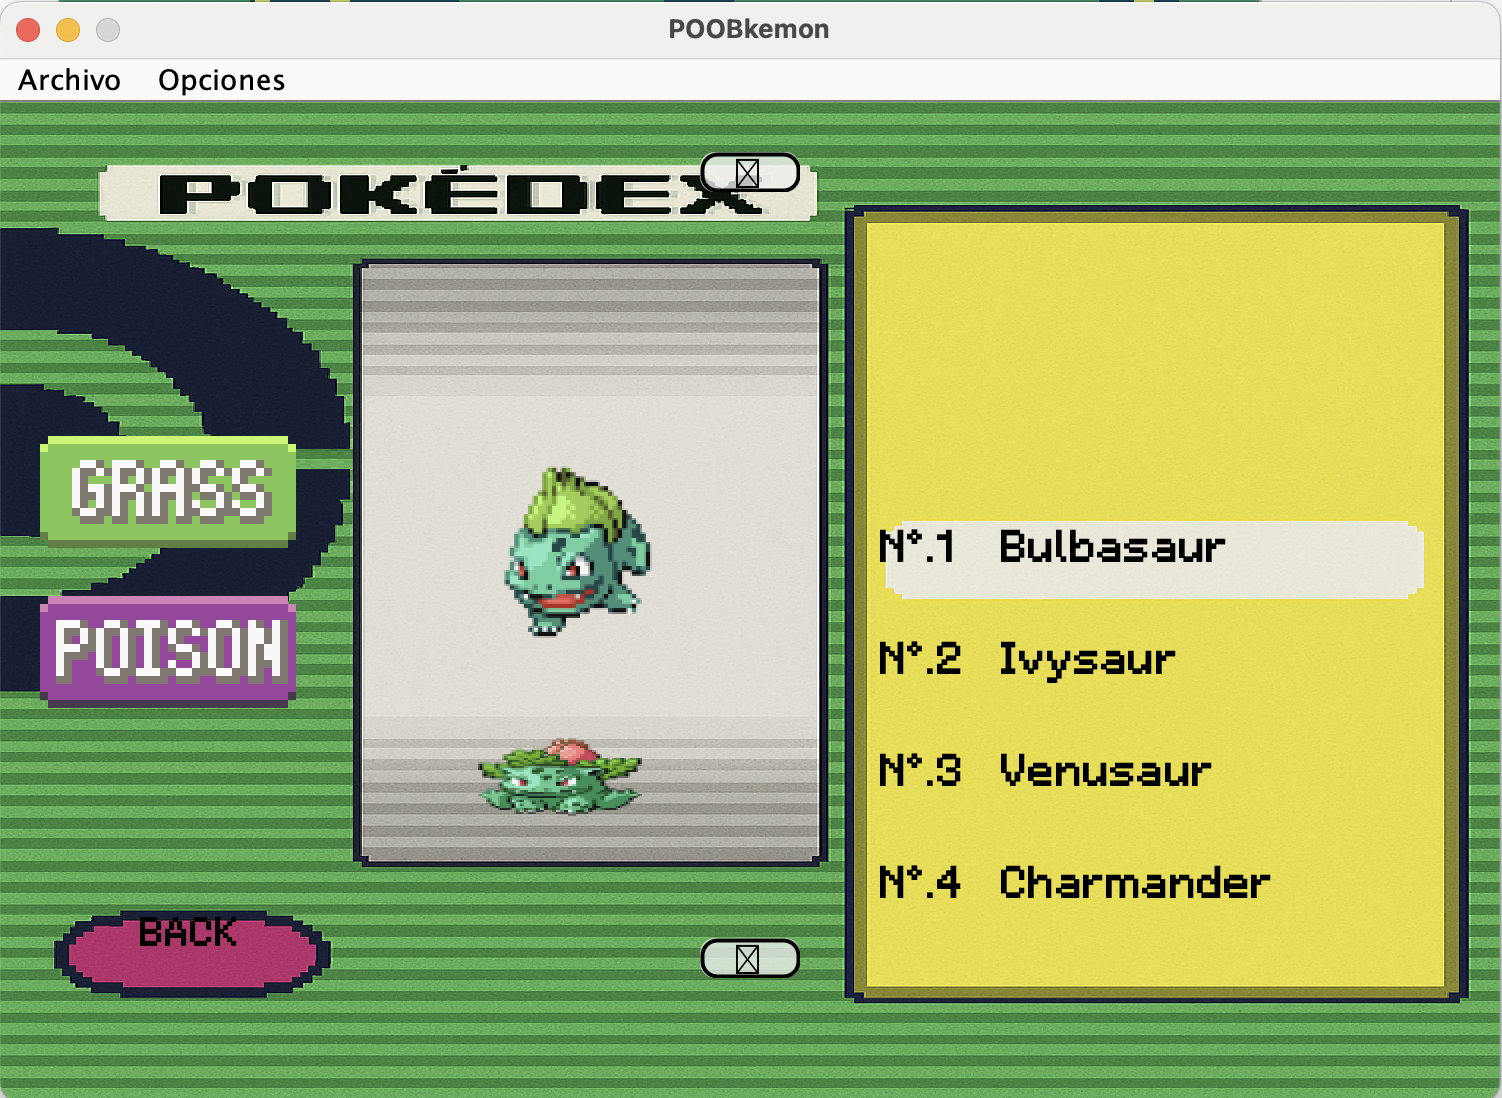 POOBkemon
Archivo Opciones
POKÉDEX
GRASS
POISON
N°.1 Bulbasaur
N°.2 Ivysaur
N°.3 Venusaur
N°.4 Charmander
BACK